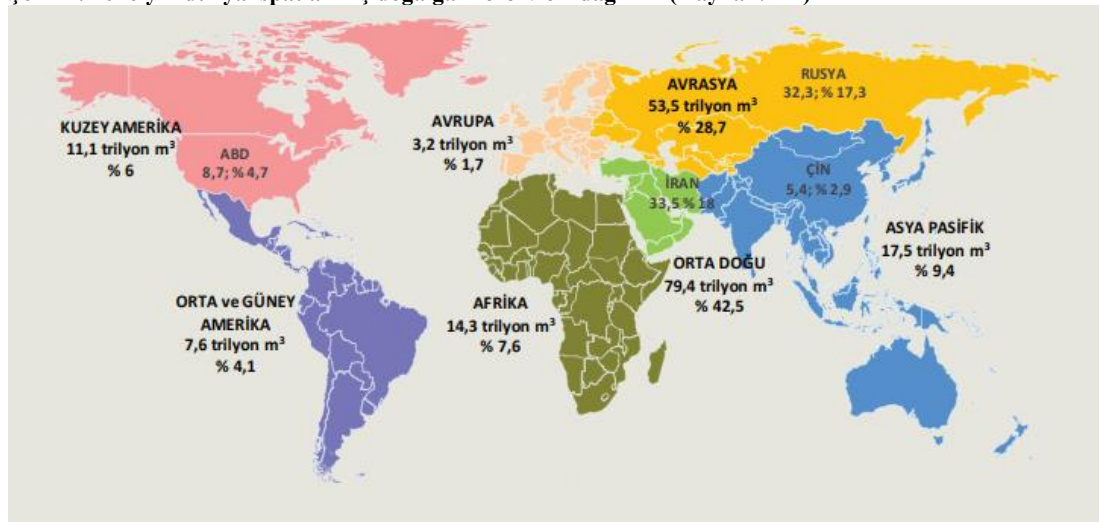 KUZEY AMERIKA
11,1 trilyon m³
% 6
ABD
8,7; % 4,7
AVRUPA
3,2 trilyon m³
% 1,7
AVRASYA
53,5 trilyon m³
% 28,7
RUSYA
32,3; % 17,3
İRAN
33,5 % 18
ÇİN
5,4; % 2,9
ASYA PASİFİK
17,5 trilyon m³
% 9,4
ORTA DOĞU
79,4 trilyon m³
% 42,5
AFRİKA
14,3 trilyon m³
% 7,6
ORTA ve GÜNEY
AMERİKA
7,6 trilyon m³
% 4,1